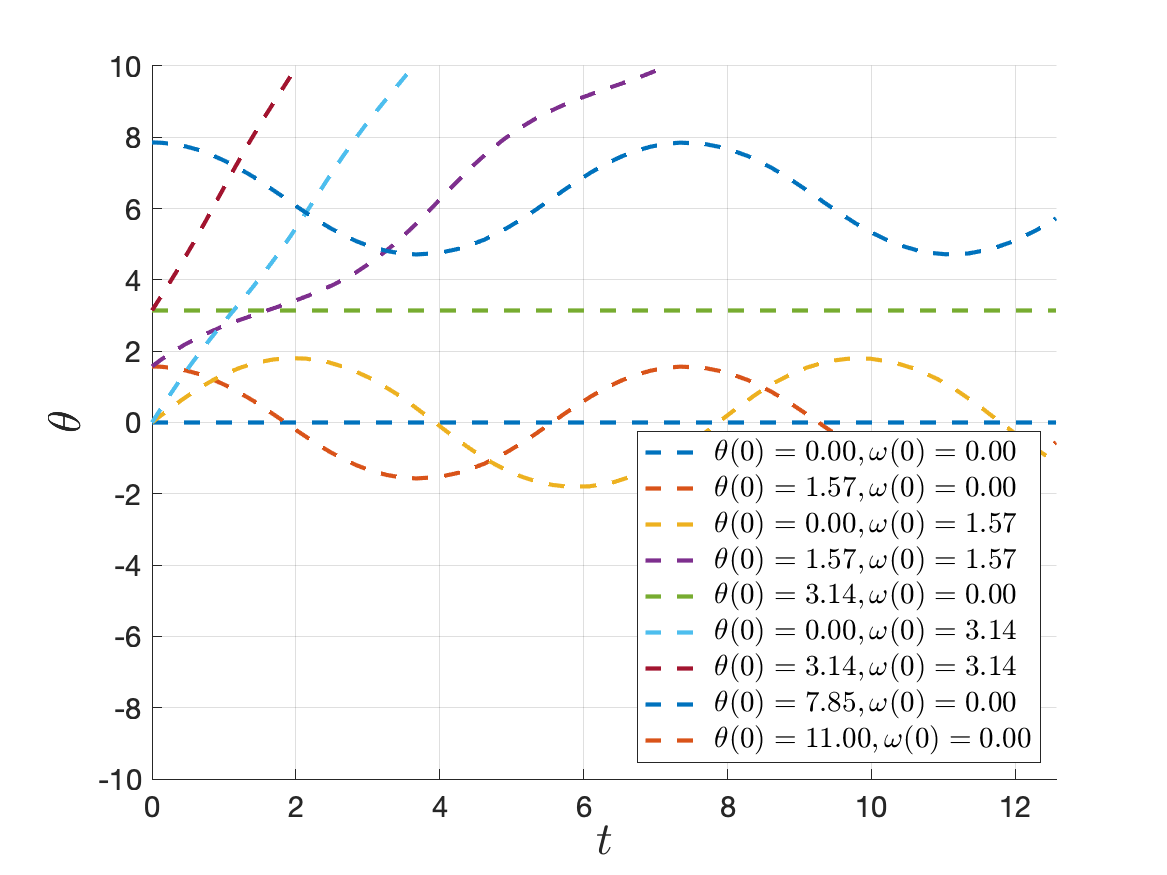 10
8
6
4
2
0
-2
-4
-6
-8
-10
θ
0 2 4 6 8 10 12
t
θ(0) = 0.00, ω(0) = 0.00
θ(0) = 1.57, ω(0) = 0.00
θ(0) = 0.00, ω(0) = 1.57
θ(0) = 1.57, ω(0) = 1.57
θ(0) = 3.14, ω(0) = 0.00
θ(0) = 0.00, ω(0) = 3.14
θ(0) = 3.14, ω(0) = 3.14
θ(0) = 7.85, ω(0) = 0.00
θ(0) = 11.00, ω(0) = 0.00